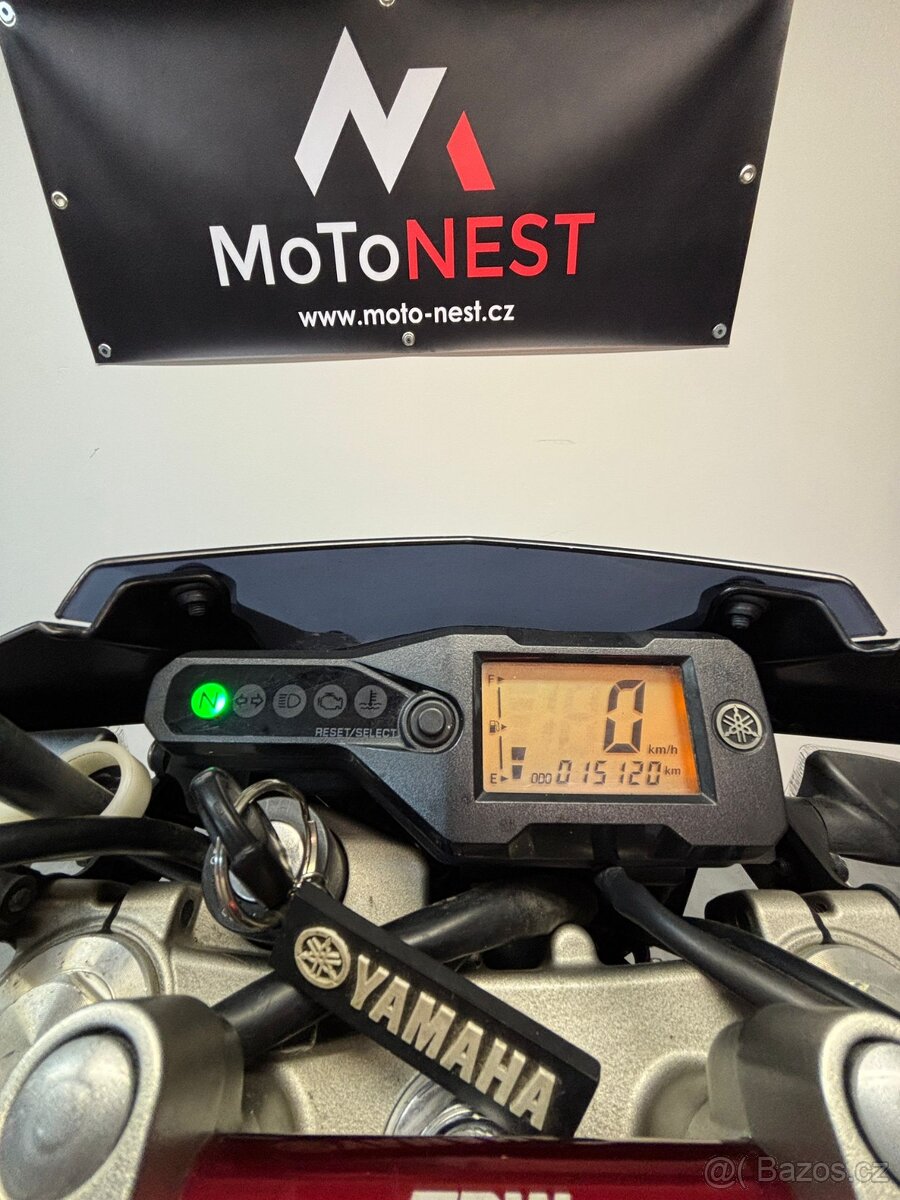 MoToNEST
www.moto-nest.cz
N
RESET/SELECT
F
0
km/h
E
ODO 015120 km
YAMAHA
@( Bazos.cz